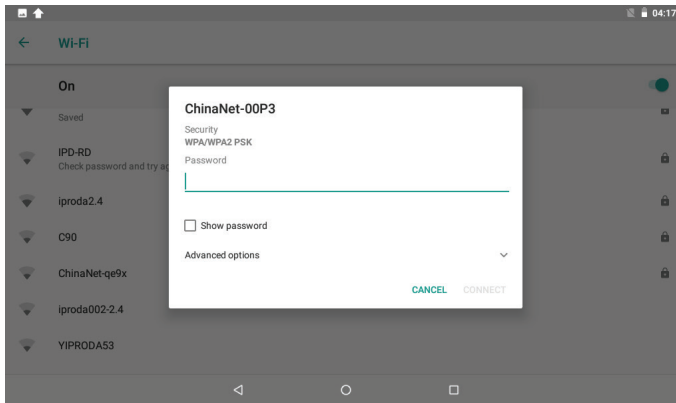 04:17
Wi-Fi
On
Saved
IPD-RD
Check password and try ag
iproda2.4
C90
ChinaNet-qe9x
iproda002-2.4
YIPRODA53
ChinaNet-00P3
Security
WPA/WPA2 PSK
Password
Show password
Advanced options
CANCEL CONNECT